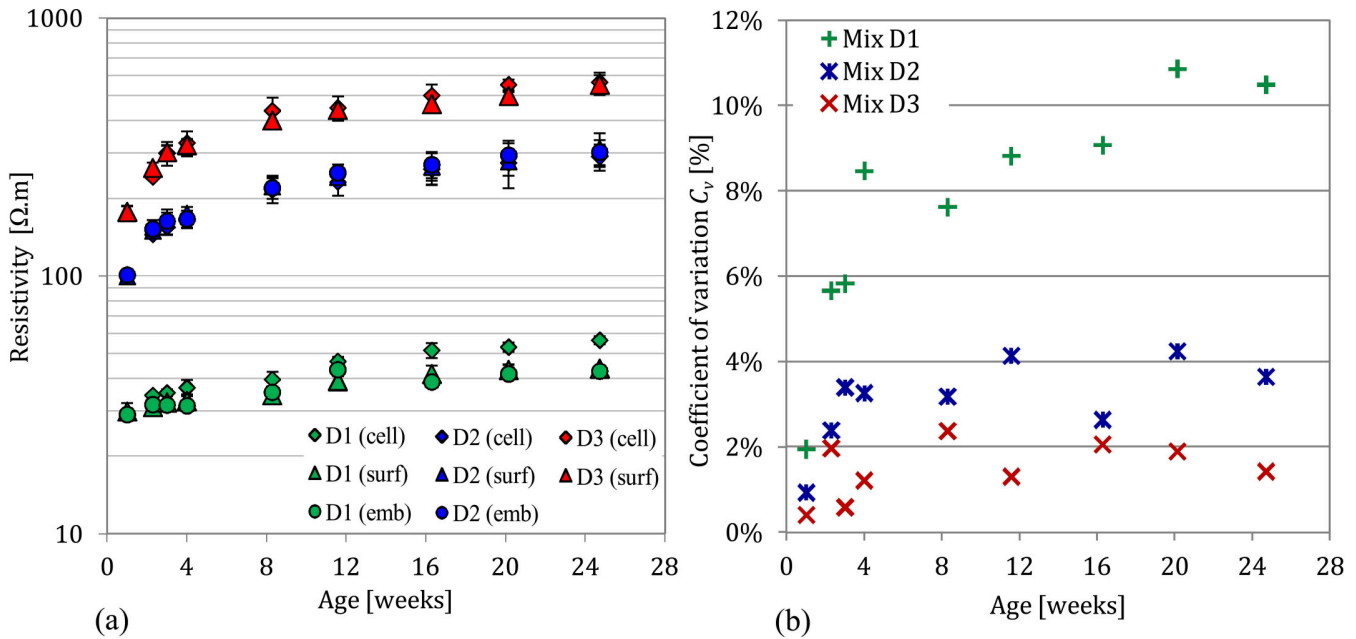 1000
100
10
Resistivity [Ω.m]
D1 (cell) D2 (cell) D3 (cell)
D1 (surf) D2 (surf) D3 (surf)
D1 (emb) D2 (emb)
0 4 8 12 16 20 24 28
Age [weeks]
(a)
12%
10%
8%
6%
4%
2%
0%
Coefficient of variation Cv [%]
Mix D1
Mix D2
Mix D3
0 4 8 12 16 20 24 28
Age [weeks]
(b)